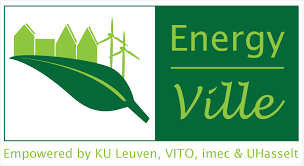 Energy
Ville
Empowered by KU Leuven, VITO, imec & UHasselt